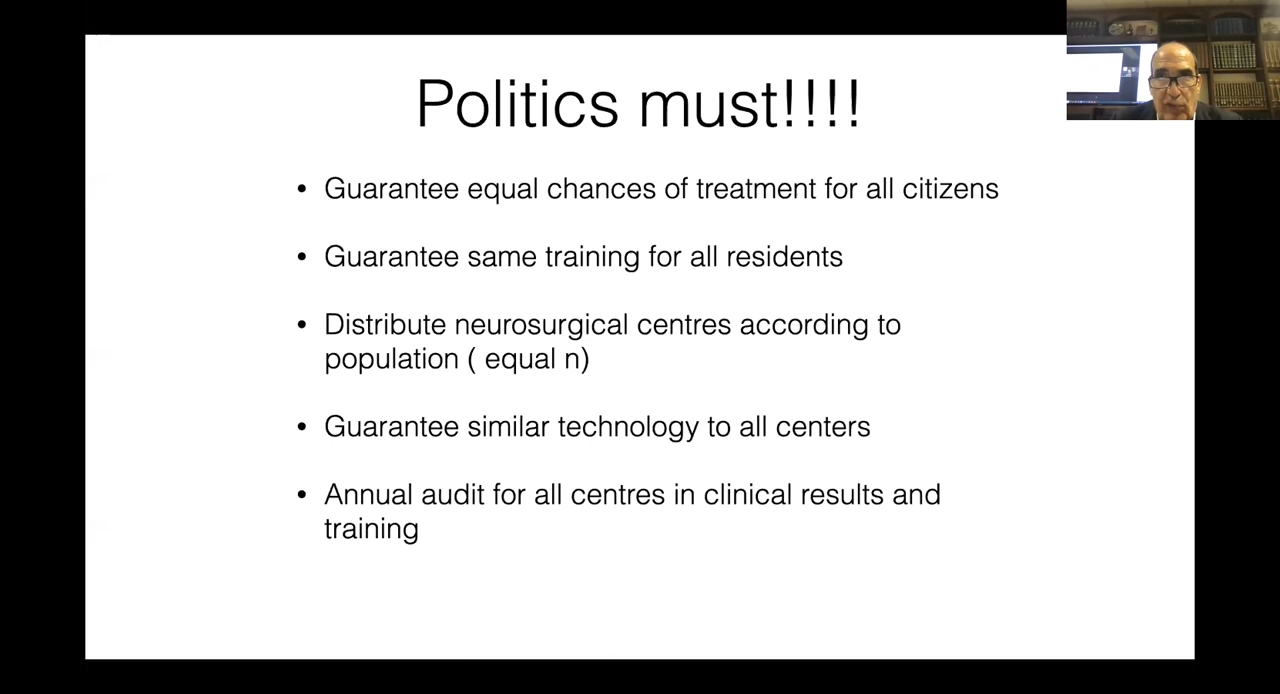 Politics must!!!!
• Guarantee equal chances of treatment for all citizens
• Guarantee same training for all residents
• Distribute neurosurgical centres according to
population ( equal n)
• Guarantee similar technology to all centers
• Annual audit for all centres in clinical results and
training